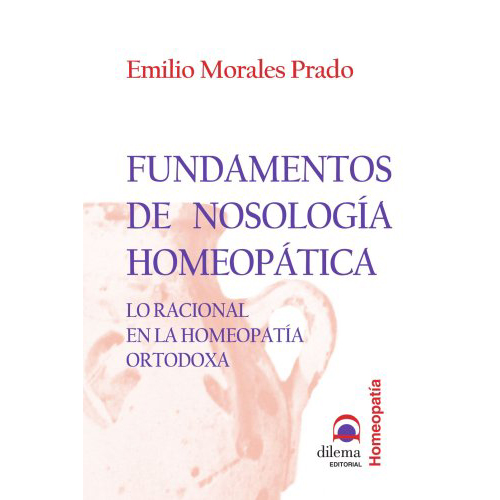 Emilio Morales Prado
FUNDAMENTOS
DE NOSOLOGÍA
HOMEOPÁTICA
LO RACIONAL
EN LA HOMEOPATÍA
ORTODOXA
dilema
EDITORIAL
Homeopatía